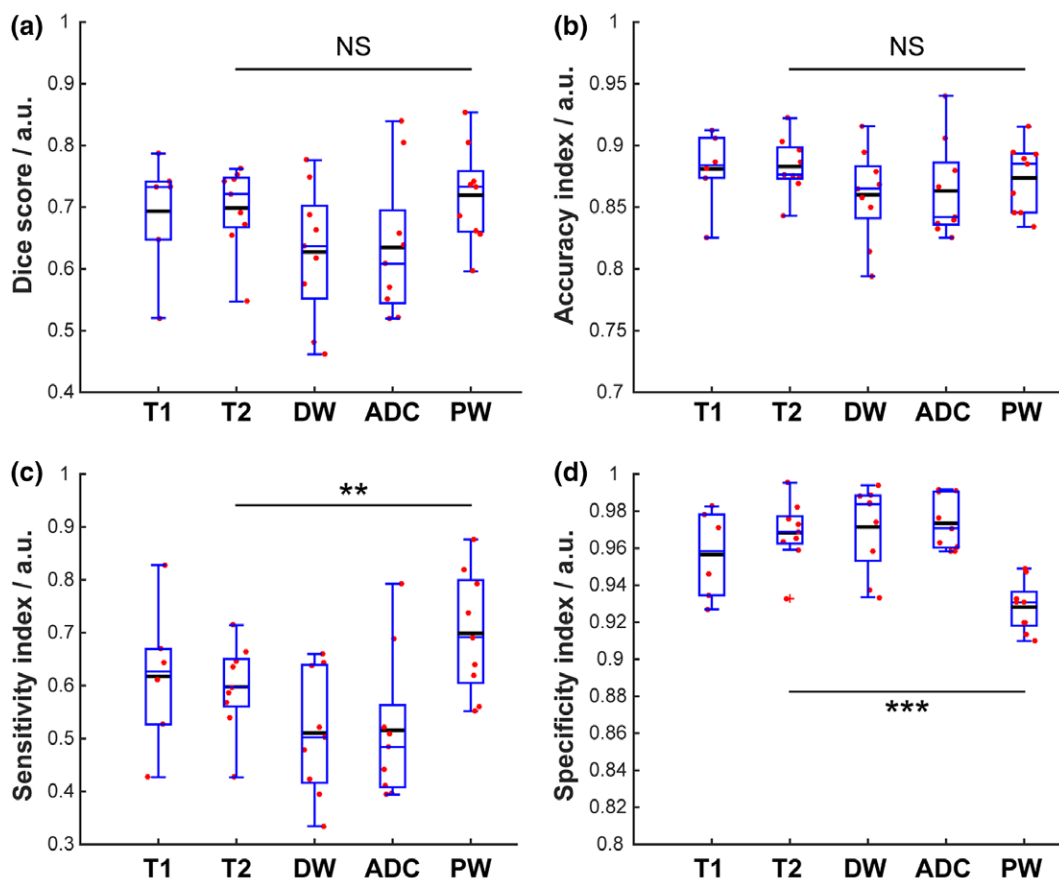 (a)
Dice score / a.u.
1
0.9
0.8
0.7
0.6
0.5
0.4
NS
T1 T2 DW ADC PW
(b)
Accuracy index / a.u.
1
0.95
0.9
0.85
0.8
0.75
0.7
NS
T1 T2 DW ADC PW
(c)
Sensitivity index / a.u.
1
0.9
0.8
0.7
0.6
0.5
0.4
0.3
**
T1 T2 DW ADC PW
(d)
Specificity index / a.u.
1
0.98
0.96
0.94
0.92
0.9
0.88
0.86
0.84
0.82
0.8
***
T1 T2 DW ADC PW